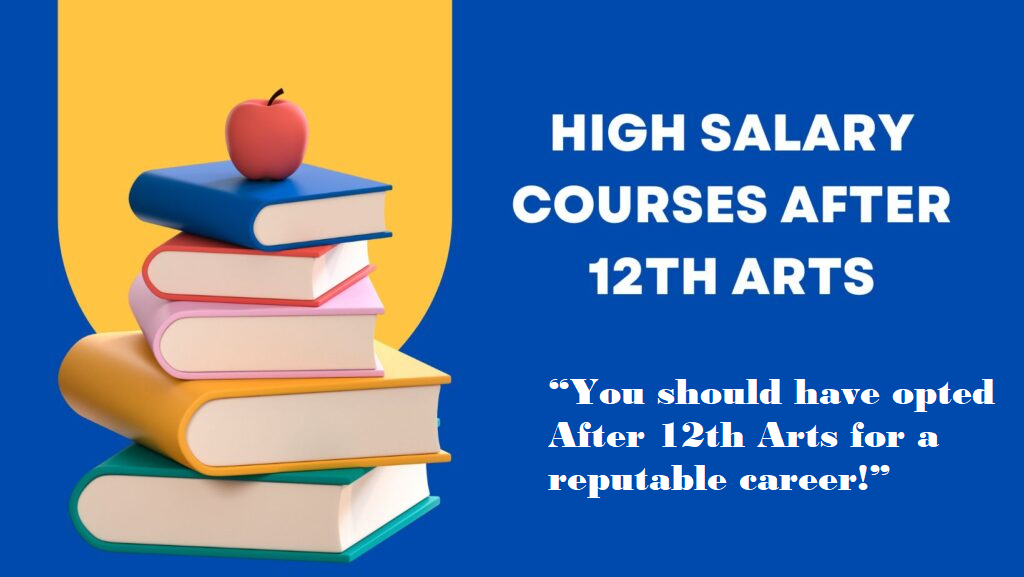 HIGH SALARY
COURSES AFTER
12TH ARTS
“You should have opted
After 12th Arts for a
reputable career!”